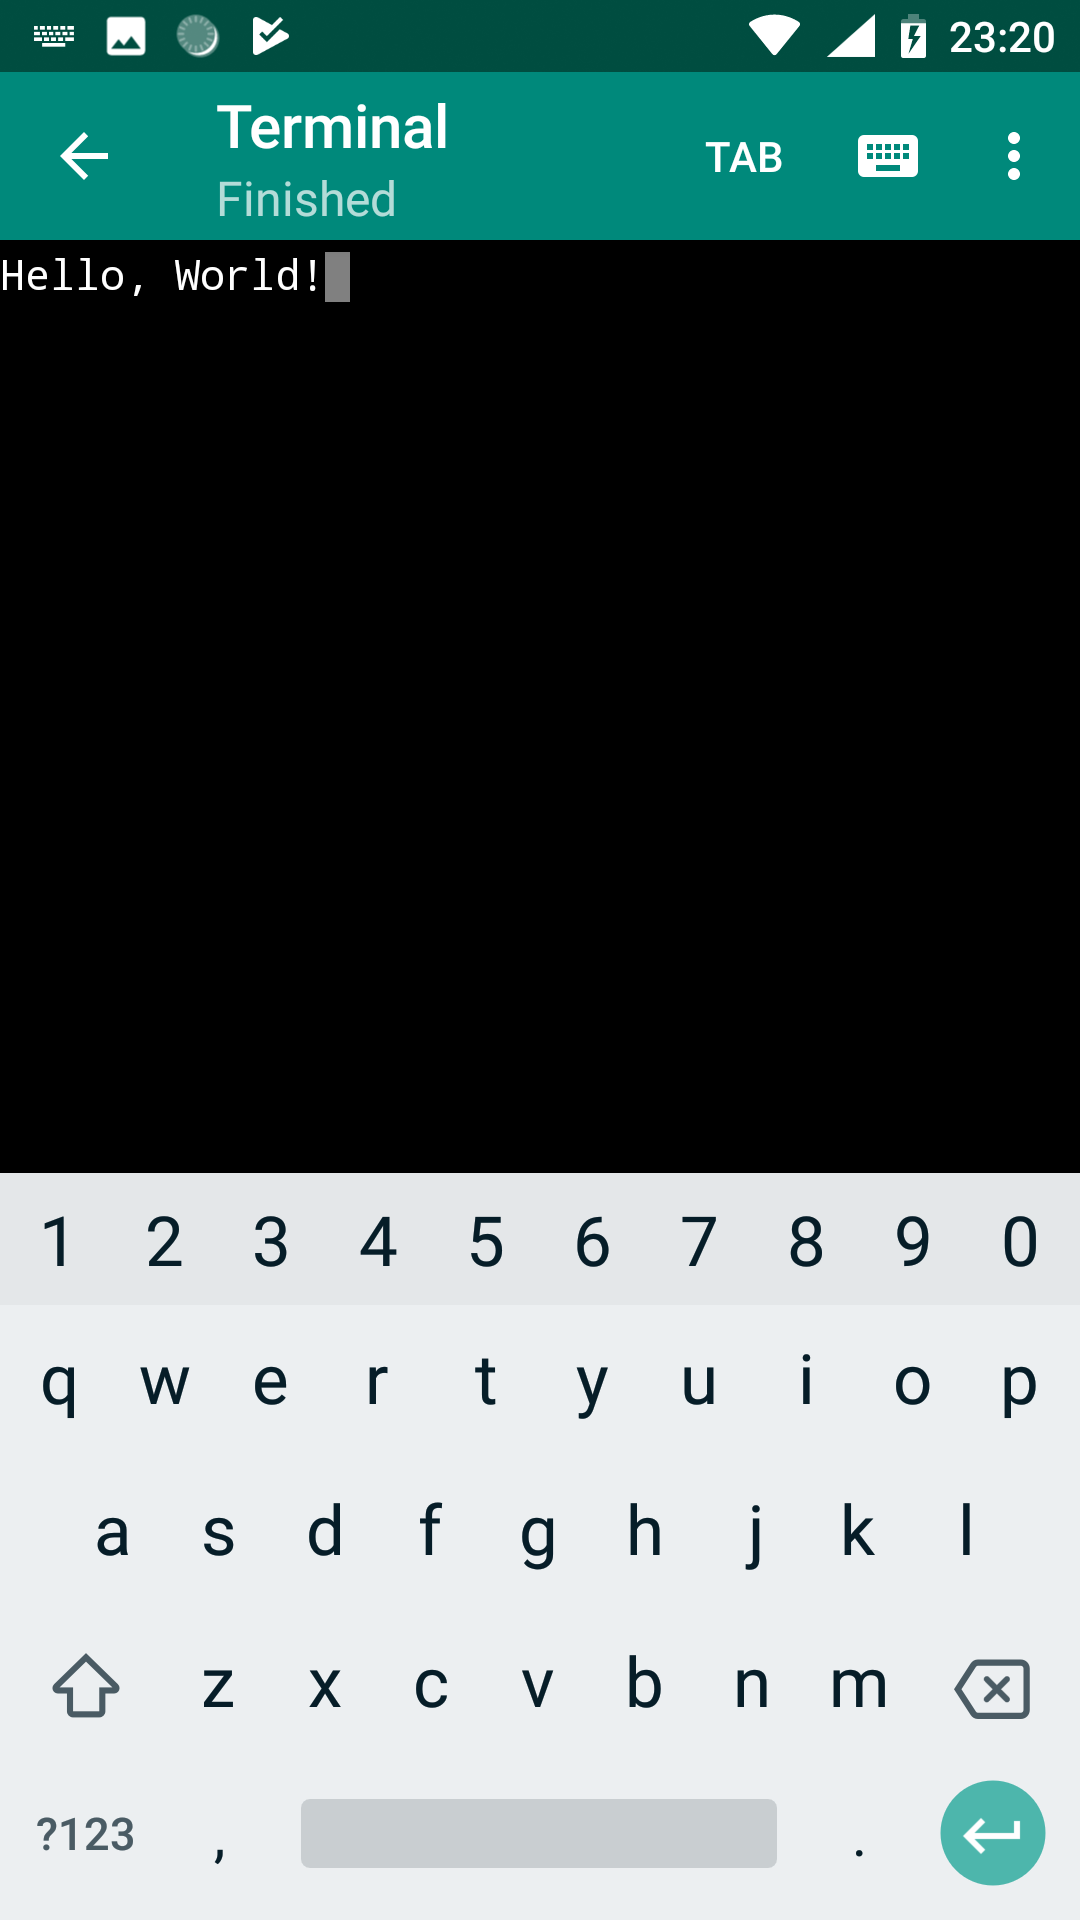 23:20
Terminal
Finished
TAB
Hello, World!
1 2 3 4 5 6 7 8 9 0
q w e r t y u i o p
a s d f g h j k l
z x c v b n m
?123 , .